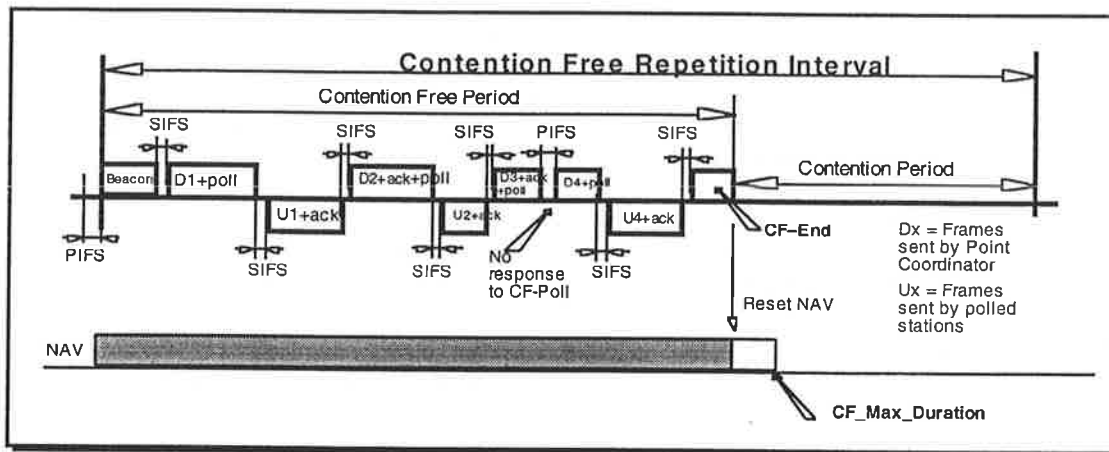 Contention Free Repetition Interval
Contention Free Period
SIFS
SIFS
SIFS
PIFS
SIFS
Contention Period
Beacon
D1+poll
D2+ack+poll
D3+ack
+poll
D4+poll
U1+ack
U2+ack
U4+ack
PIFS
SIFS
SIFS
No
response
to CF-Poll
SIFS
CF–End
Dx = Frames
sent by Point
Coordinator
Ux = Frames
sent by polled
stations
Reset NAV
NAV
CF_Max_Duration